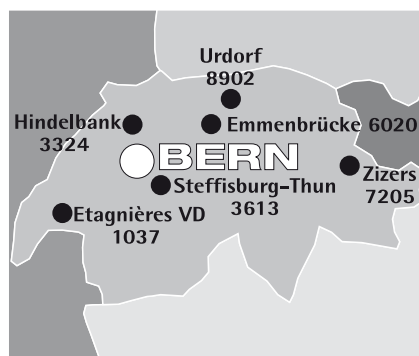 Urdorf
8902
Hindelbank
3324
Emmenbrücke 6020
BERN
Zizers
7205
Steffisburg-Thun
3613
Etagnières VD
1037